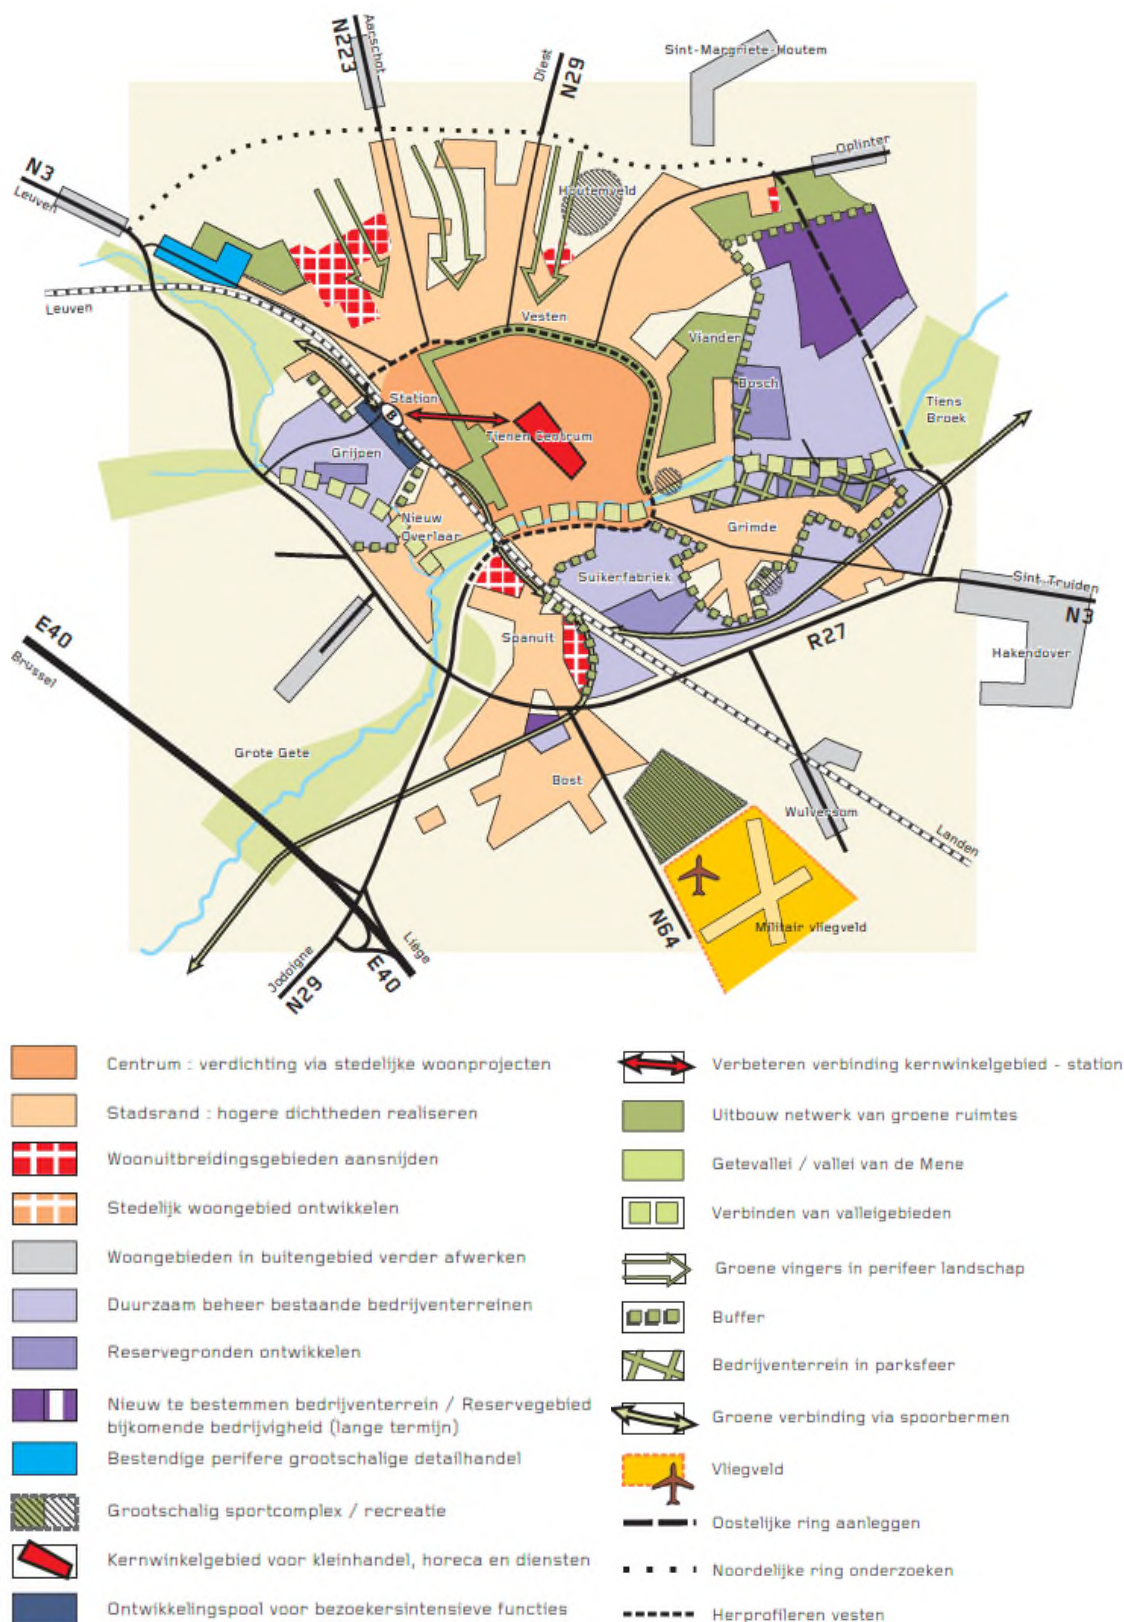 N223
Aarschot
Diest
N29
Sint-Margriete-Houtem
Oplinter
N3
Leuven
Houtemveld
Leuven
Vesten
Viander
Bosch
Tiens
Broek
Station
B
Tienen Centrum
Grijpen
Nieuw
Overlaar
Grimde
Suikerfabriek
Sint-Truiden
N3
Hakendover
R27
Spanuit
E40
Brussel
Grote Gete
Bost
Wulversom
Landen
N64
Militair vliegveld
Jodoigne
N29
Liège
E40
Centrum : verdichting via stedelijke woonprojecten
Stadsrand : hogere dichtheden realiseren
Woonuitbreidingsgebieden aansnijden
Stedelijk woongebied ontwikkelen
Woongebieden in buitengebied verder afwerken
Duurzaam beheer bestaande bedrijventerreinen
Reservegronden ontwikkelen
Nieuw te bestemmen bedrijventerrein / Reservegebied
bijkomende bedrijvigheid (lange termijn)
Bestendige perifere grootschalige detailhandel
Grootschalig sportcomplex / recreatie
Kernwinkelgebied voor kleinhandel, horeca en diensten
Ontwikkelingspool voor bezoekersintensieve functies
Verbeteren verbinding kernwinkelgebied - station
Uitbouw netwerk van groene ruimtes
Getevallei / vallei van de Mene
Verbinden van valleigebieden
Groene vingers in perifeer landschap
Buffer
Bedrijventerrein in parksfeer
Groene verbinding via spoorbermen
Vliegveld
Oostelijke ring aanleggen
Noordelijke ring onderzoeken
Herprofileren vesten